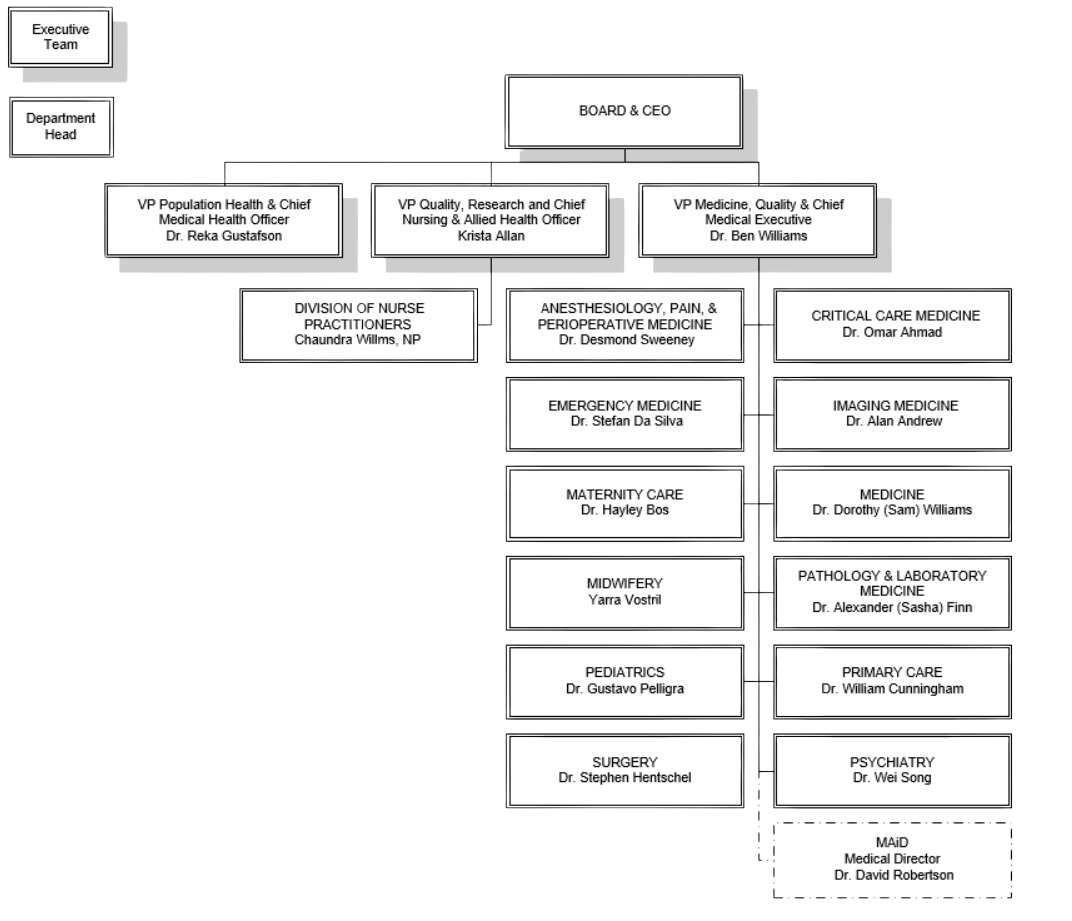 Executive
Team
Department
Head
BOARD & CEO
VP Population Health & Chief
Medical Health Officer
Dr. Reka Gustafson
VP Quality, Research and Chief
Nursing & Allied Health Officer
Krista Allan
VP Medicine, Quality & Chief
Medical Executive
Dr. Ben Williams
DIVISION OF NURSE
PRACTITIONERS
Chaundra Willms, NP
ANESTHESIOLOGY, PAIN, &
PERIOPERATIVE MEDICINE
Dr. Desmond Sweeney
CRITICAL CARE MEDICINE
Dr. Omar Ahmad
EMERGENCY MEDICINE
Dr. Stefan Da Silva
IMAGING MEDICINE
Dr. Alan Andrew
MATERNITY CARE
Dr. Hayley Bos
MEDICINE
Dr. Dorothy (Sam) Williams
MIDWIFERY
Yarra Vostril
PATHOLOGY & LABORATORY
MEDICINE
Dr. Alexander (Sasha) Finn
PEDIATRICS
Dr. Gustavo Pelligra
PRIMARY CARE
Dr. William Cunningham
SURGERY
Dr. Stephen Hentschel
PSYCHIATRY
Dr. Wei Song
MAiD
Medical Director
Dr. David Robertson